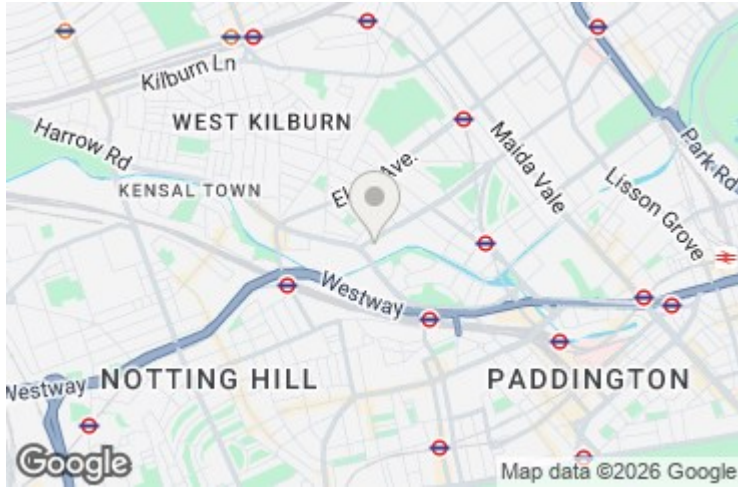 Kilburn Ln
WEST KILBURN
Harrow Rd
KENSAL TOWN
Maida Vale
Park Rd
Lisson Grove
Ave.
Westway
Westway
NOTTING HILL
PADDINGTON
Google
Map data ©2026 Google